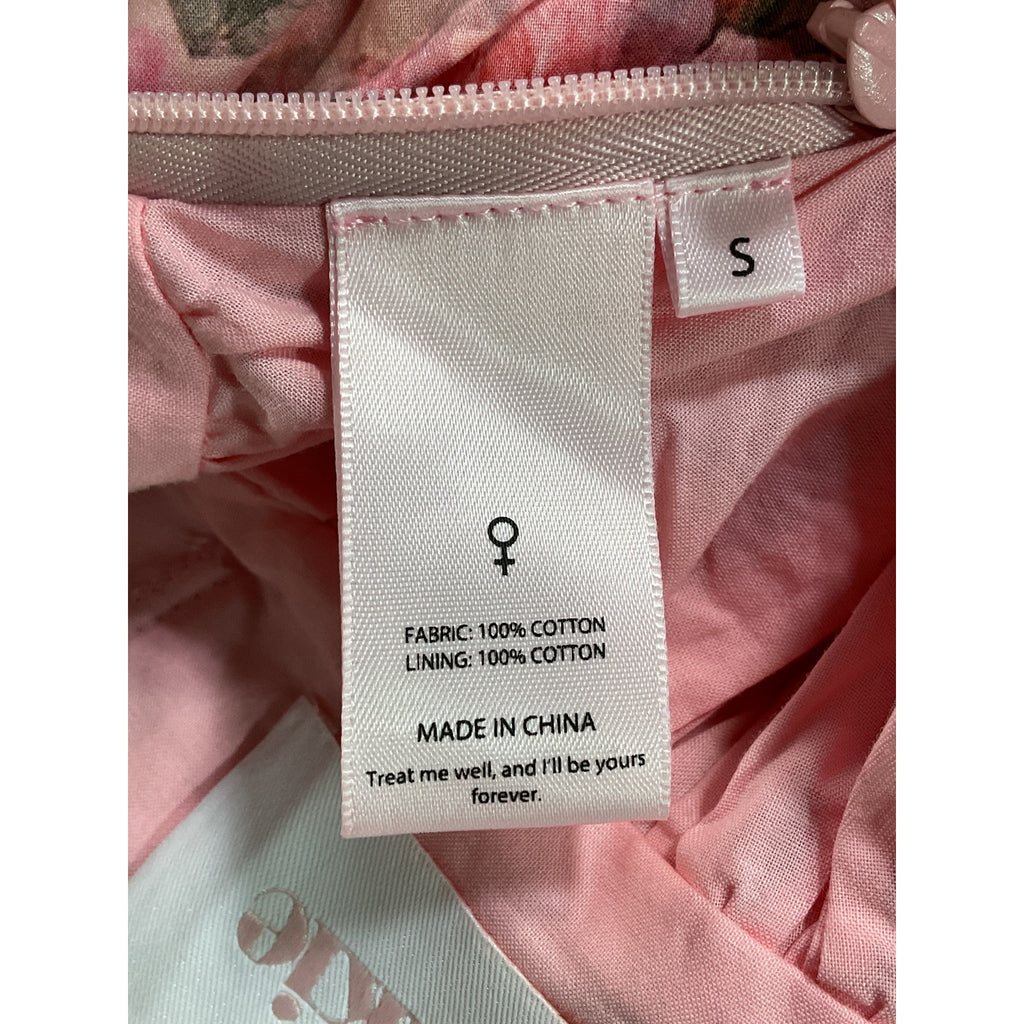 S
FABRIC: 100% COTTON
LINING: 100% COTTON
MADE IN CHINA
Treat me well, and I'll be yours
forever.